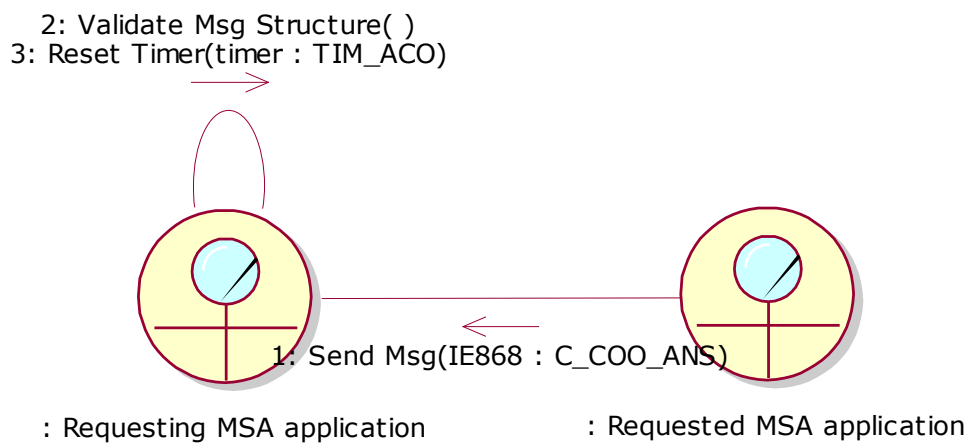 2: Validate Msg Structure( )
3: Reset Timer(timer : TIM_ACO)
1: Send Msg(IE868 : C_COO_ANS)
: Requesting MSA application
: Requested MSA application